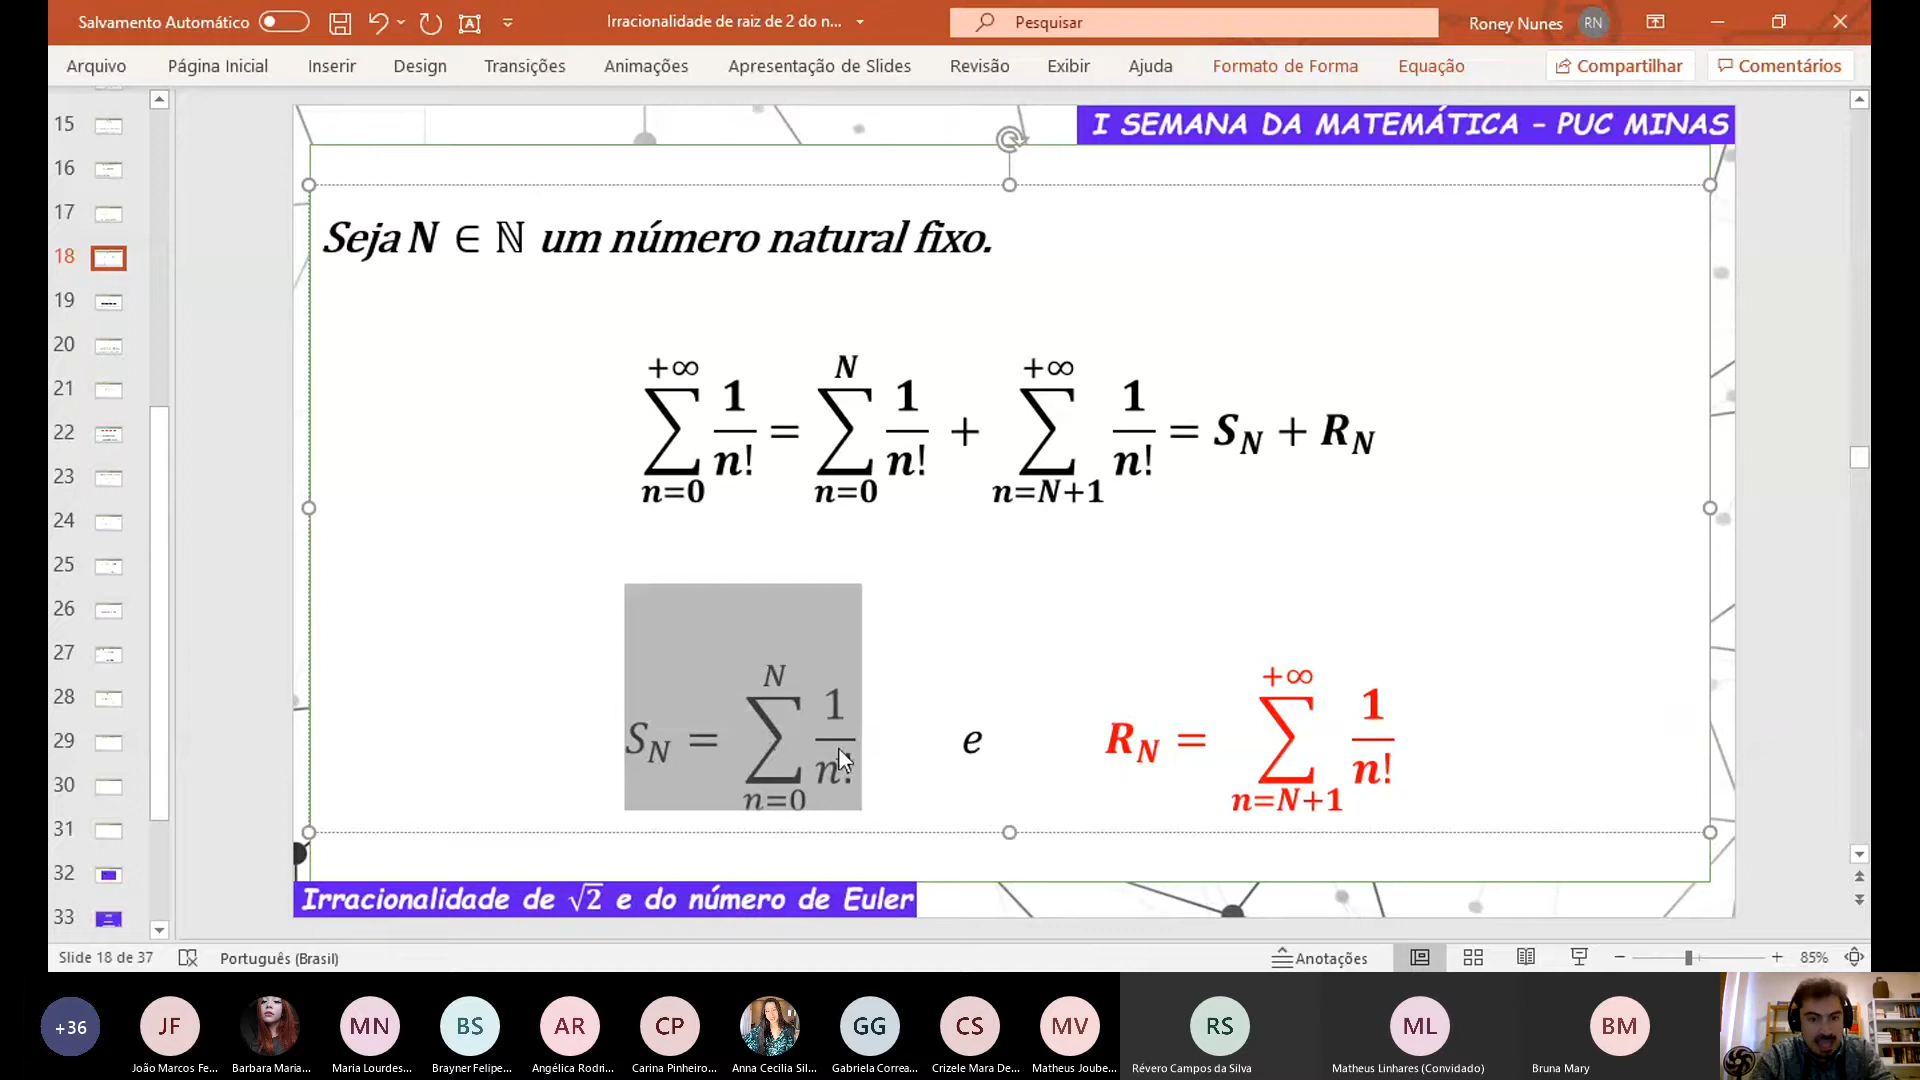 Salvamento Automático
Irracionalidade de raiz de 2 do n...
Pesquisar
Roney Nunes RN
Arquivo Página Inicial Inserir Design Transições Animações Apresentação de Slides Revisão Exibir Ajuda Formato de Forma Equação Compartilhar Comentários
15
16
17
18
19
20
21
22
23
24
25
26
27
28
29
30
31
32
33
I SEMANA DA MATEMÁTICA - PUC MINAS
Seja N ∈ ℕ um número natural fixo.
+∞ N +∞
∑ 1/n! = ∑ 1/n! + ∑ 1/n! = S_N + R_N
n=0 n=0 n=N+1
N +∞
S_N = ∑ 1/n! e R_N = ∑ 1/n!
n=0 n=N+1
Irracionalidade de √2 e do número de Euler
Slide 18 de 37 Português (Brasil) Anotações 85%
+36 JF MN BS AR CP GG CS MV RS ML BM
João Marcos Fe... Barbara Maria... Maria Lourdes... Brayner Felipe... Angélica Rodri... Carina Pinheiro... Anna Cecilia Sil... Gabriela Correa... Crizele Mara De... Matheus Joube... Révero Campos da Silva Matheus Linhares (Convidado) Bruna Mary